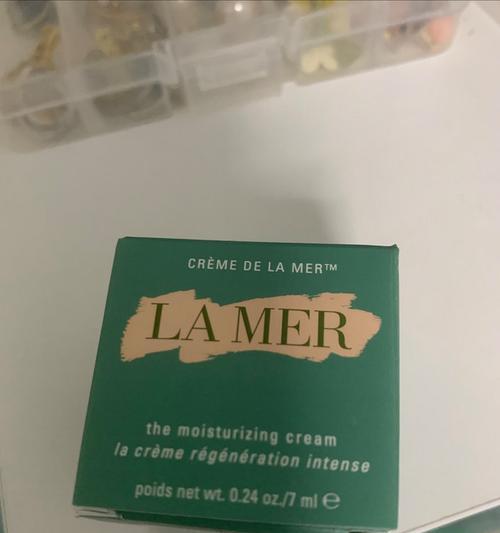 CRÈME DE LA MER™
LA MER
the moisturizing cream
la crème régénération intense
poids net wt. 0.24 oz./7 ml ℮